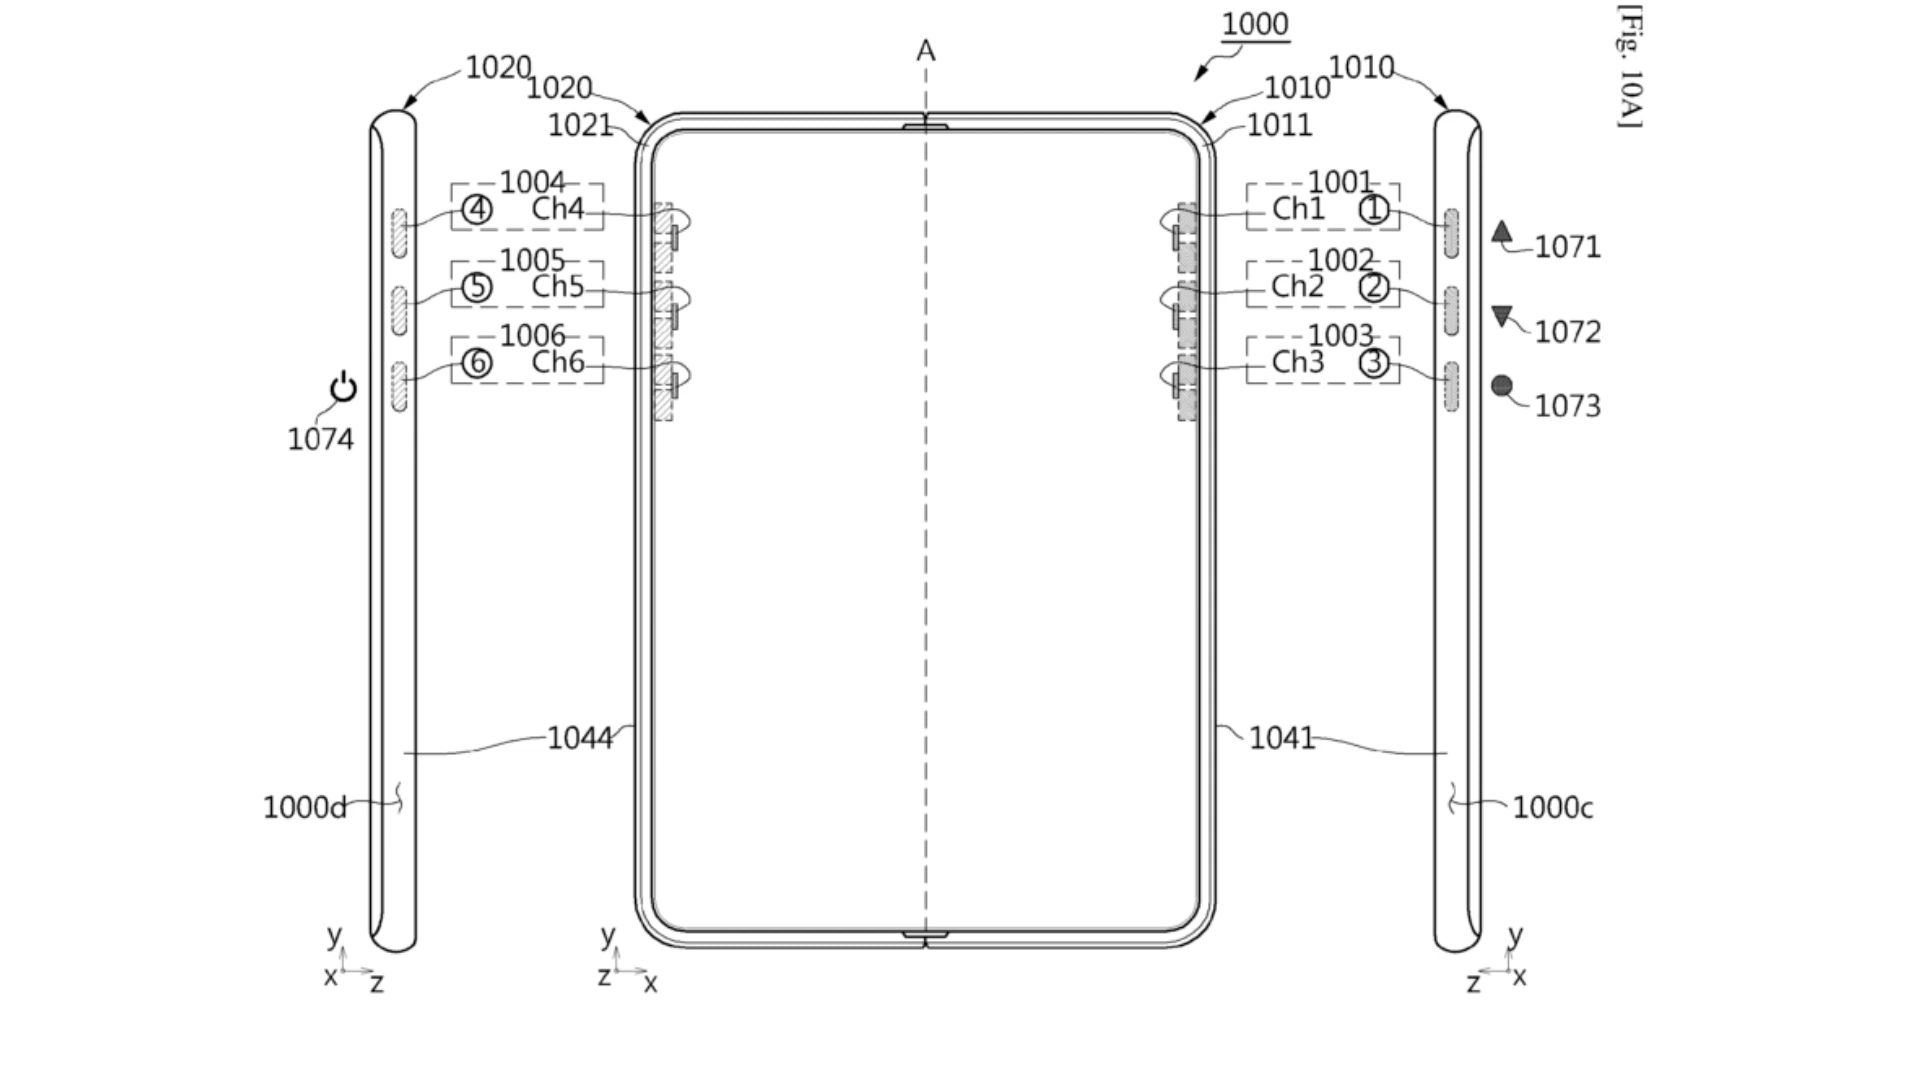 [Fig. 10A]
1000
A
1020
1020
1010
1010
1021
1011
1004
④ Ch4
1001
Ch1 ①
1071
1005
⑤ Ch5
1002
Ch2 ②
1072
1006
⑥ Ch6
1003
Ch3 ③
1073
1074
1044
1041
1000d
1000c
y
x z
y
z x
y
z x